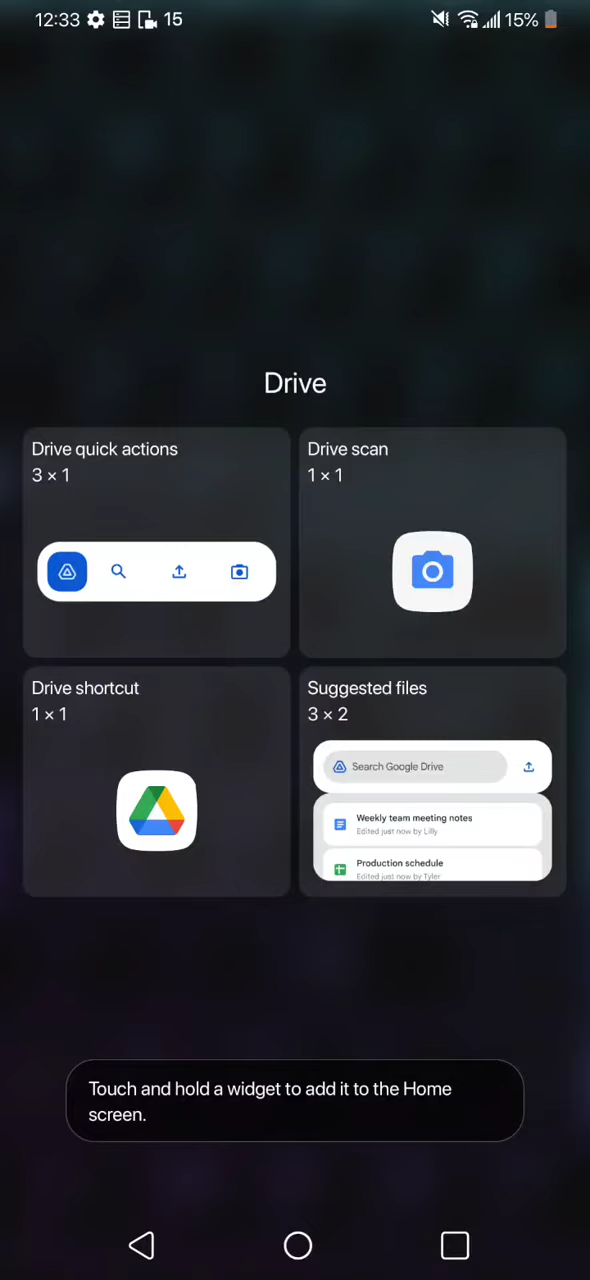 12:33 15 15%
Drive
Drive quick actions
3 × 1
Drive scan
1 × 1
Drive shortcut
1 × 1
Suggested files
3 × 2
Search Google Drive
Weekly team meeting notes
Edited just now by Lilly
Production schedule
Edited just now by Tyler
Touch and hold a widget to add it to the Home
screen.